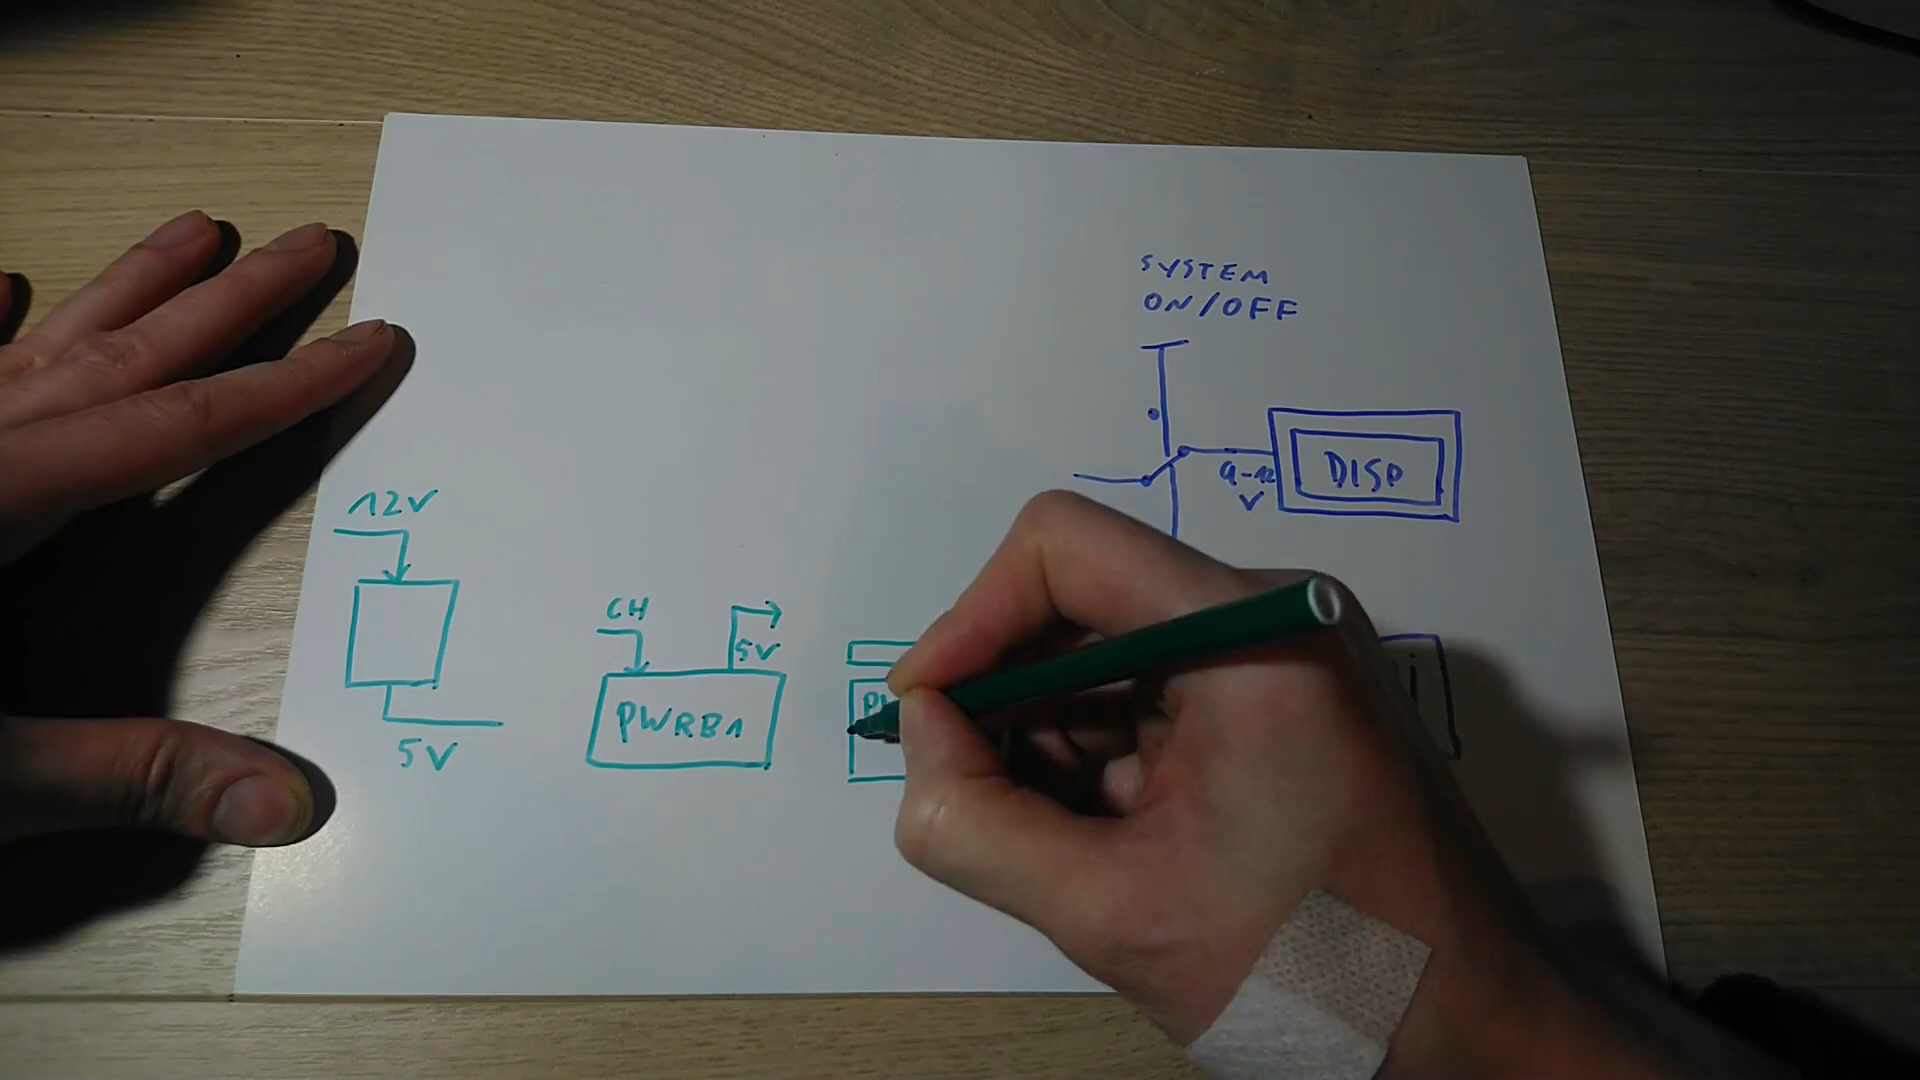 SYSTEM
ON/OFF
9-12
V
DISP
12V
5V
CH
5V
PWRB1